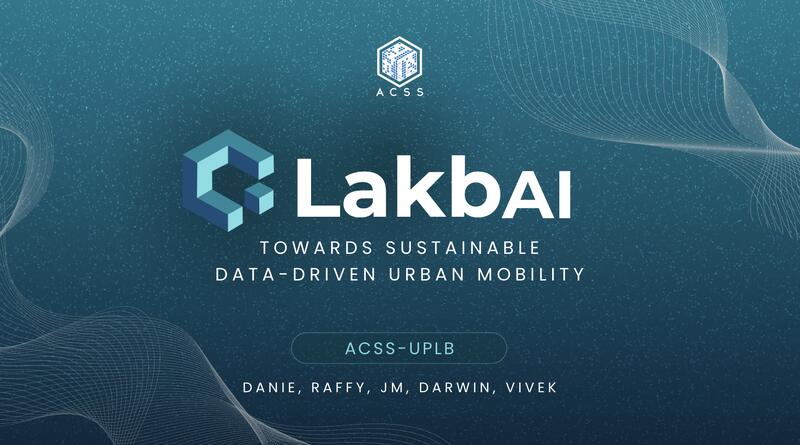 ACSS
LakbAI
TOWARDS SUSTAINABLE
DATA-DRIVEN URBAN MOBILITY
ACSS-UPLB
DANIE, RAFFY, JM, DARWIN, VIVEK